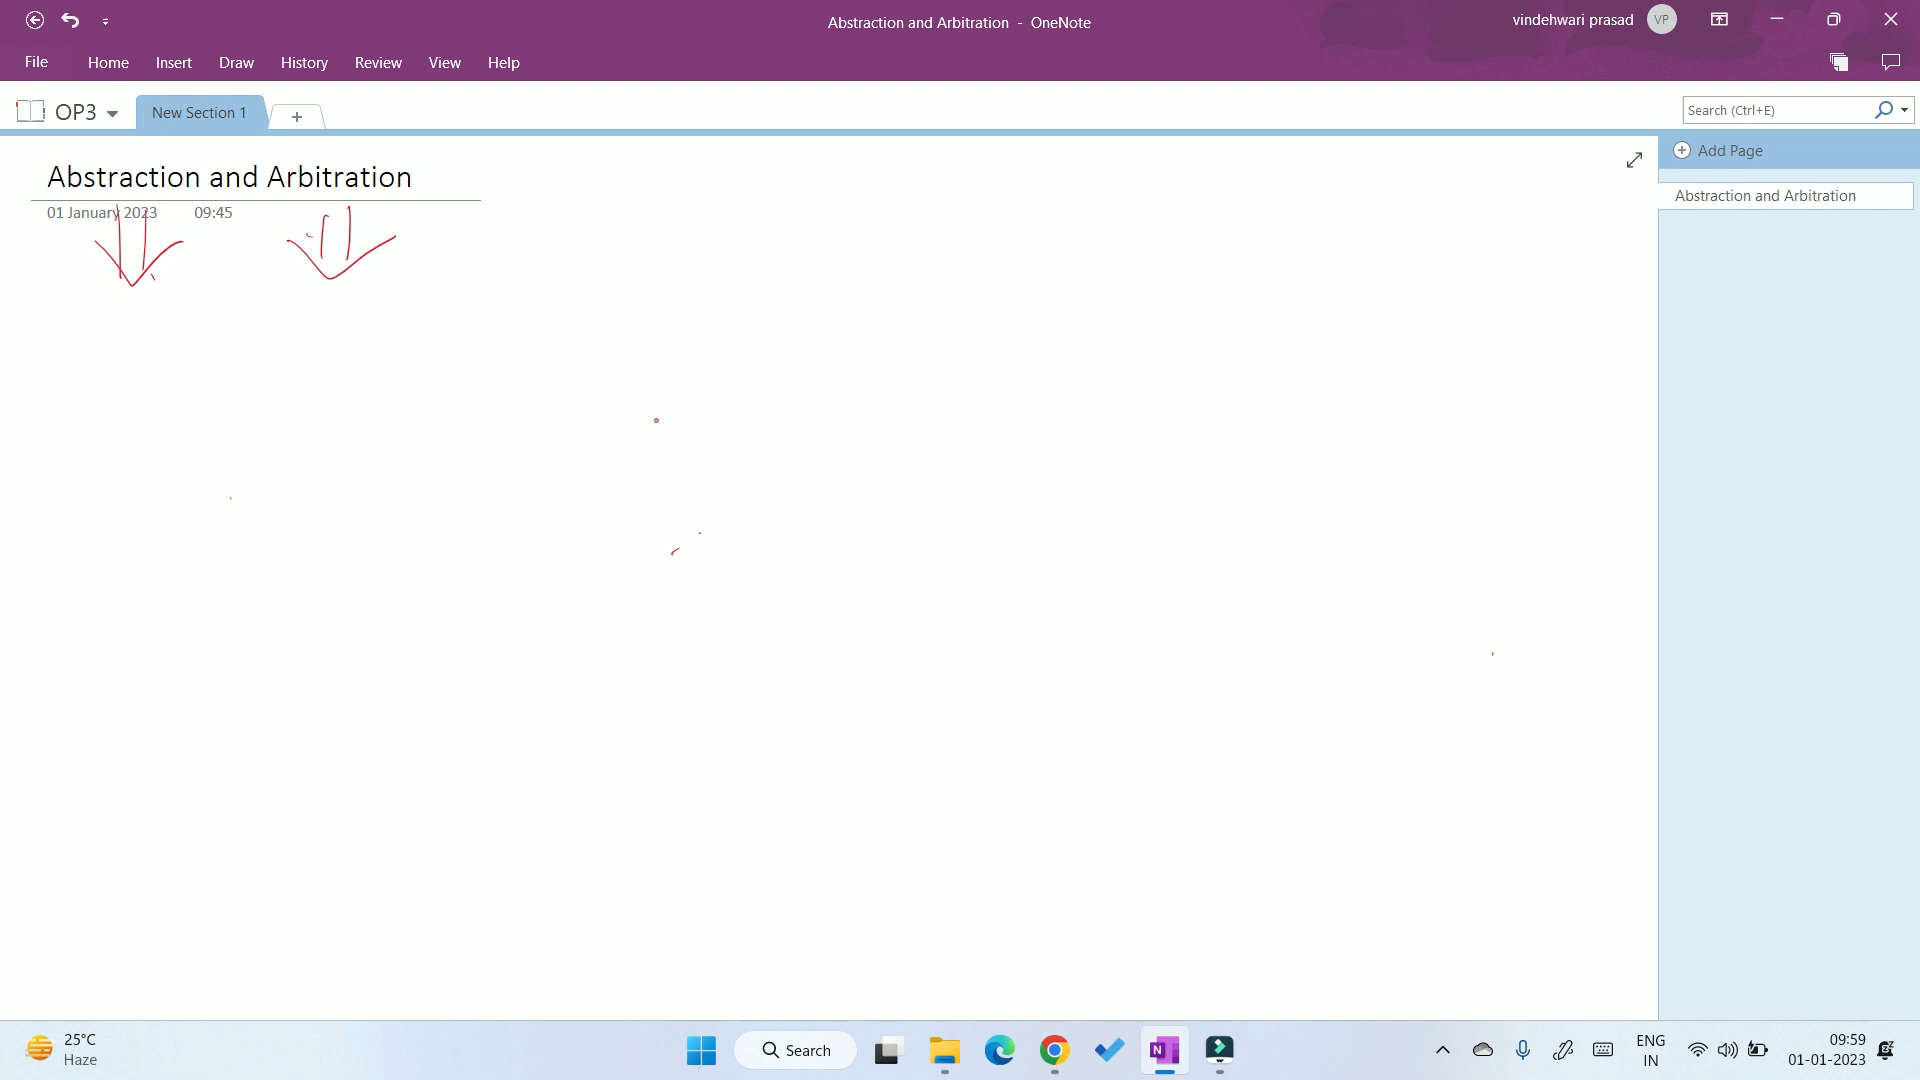 Abstraction and Arbitration - OneNote
vindehwari prasad VP
File Home Insert Draw History Review View Help
OP3 New Section 1 +
Search (Ctrl+E)
Add Page
Abstraction and Arbitration
Abstraction and Arbitration
01 January 2023 09:45
25°C
Haze
Search
N
ENG
IN
09:59
01-01-2023